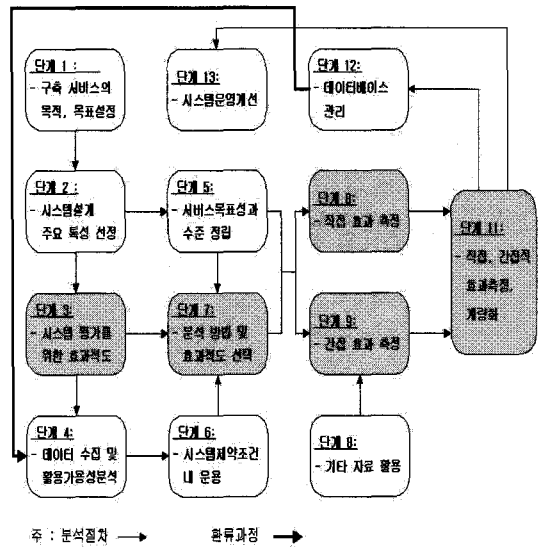 단계 1 :
- 구축 서비스의
목적, 목표설정
단계 13:
- 시스템운영개선
단계 12:
- 데이터베이스
관리
단계 2 :
- 시스템설계
주요 특성 선정
단계 5 :
- 서비스목표성과
수준 정립
단계 8:
- 직접 효과 측정
단계 11:
- 직접, 간접적
효과측정,
계량화
단계 3 :
- 시스템 평가를
위한 효과척도
단계 7 :
- 분석 방법 및
효과척도 선택
단계 9:
- 간접 효과 측정
단계 4:
- 데이터 수집 및
활용가용성분석
단계 6 :
- 시스템제약조건
내 운용
단계 8 :
- 기타 자료 활용
주 : 분석절차
환류과정